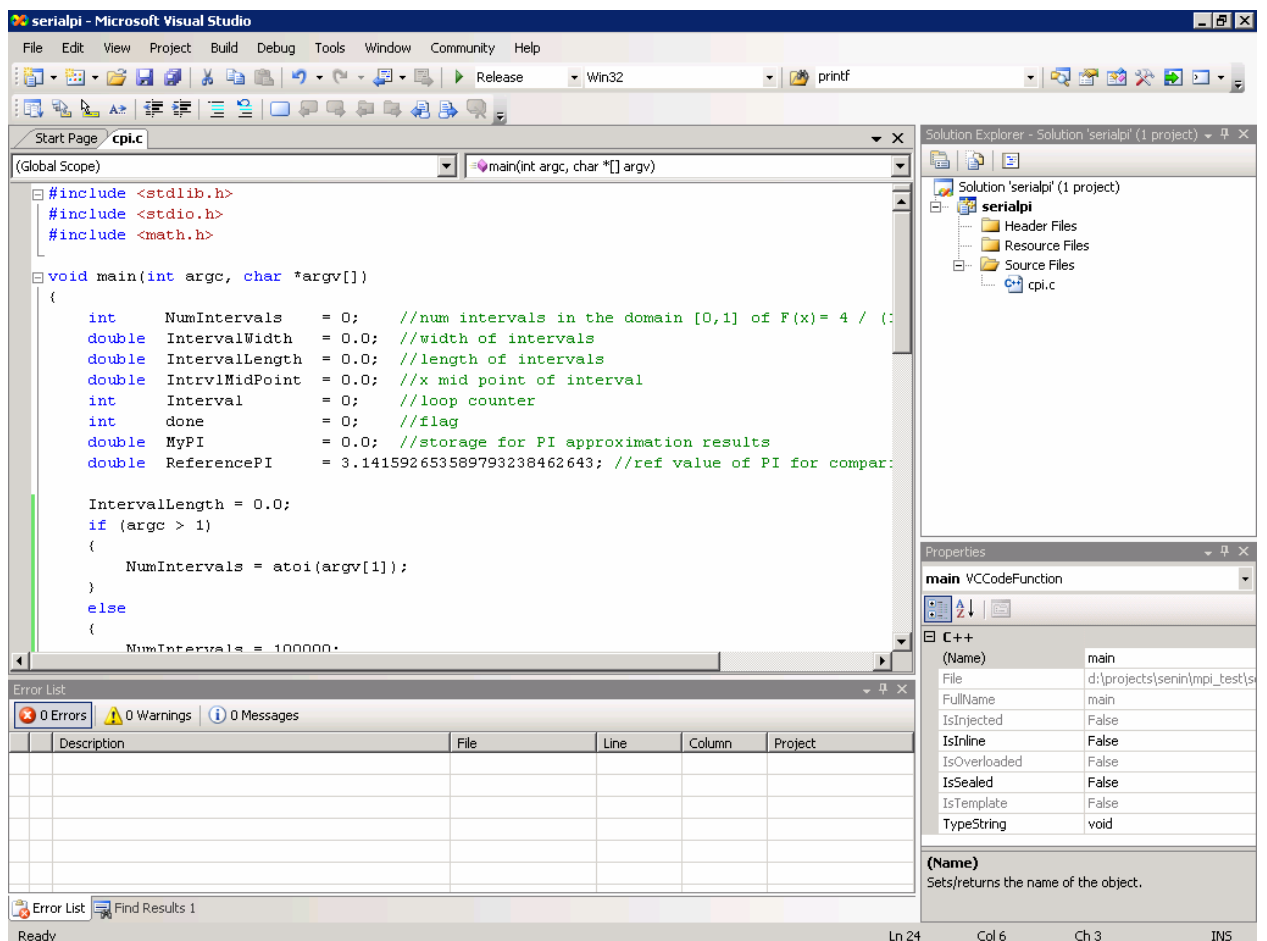 serialpi - Microsoft Visual Studio
File Edit View Project Build Debug Tools Window Community Help
Release Win32 printf
Start Page cpi.c
(Global Scope) main(int argc, char *[] argv)
#include <stdlib.h>
#include <stdio.h>
#include <math.h>
void main(int argc, char *argv[])
{
int NumIntervals = 0; //num intervals in the domain [0,1] of F(x)= 4 / (1
double IntervalWidth = 0.0; //width of intervals
double IntervalLength = 0.0; //length of intervals
double IntrvlMidPoint = 0.0; //x mid point of interval
int Interval = 0; //loop counter
int done = 0; //flag
double MyPI = 0.0; //storage for PI approximation results
double ReferencePI = 3.141592653589793238462643; //ref value of PI for compari
IntervalLength = 0.0;
if (argc > 1)
{
NumIntervals = atoi(argv[1]);
}
else
{
NumIntervals = 100000;
Error List
0 Errors 0 Warnings 0 Messages
Description File Line Column Project
Error List Find Results 1
Solution Explorer - Solution 'serialpi' (1 project)
Solution 'serialpi' (1 project)
serialpi
Header Files
Resource Files
Source Files
cpi.c
Properties
main VCCodeFunction
C++
(Name) main
File d:\projects\senin\mpi_test\se
FullName main
IsInjected False
IsInline False
IsOverloaded False
IsSealed False
IsTemplate False
TypeString void
(Name)
Sets/returns the name of the object.
Ready Ln 24 Col 6 Ch 3 INS